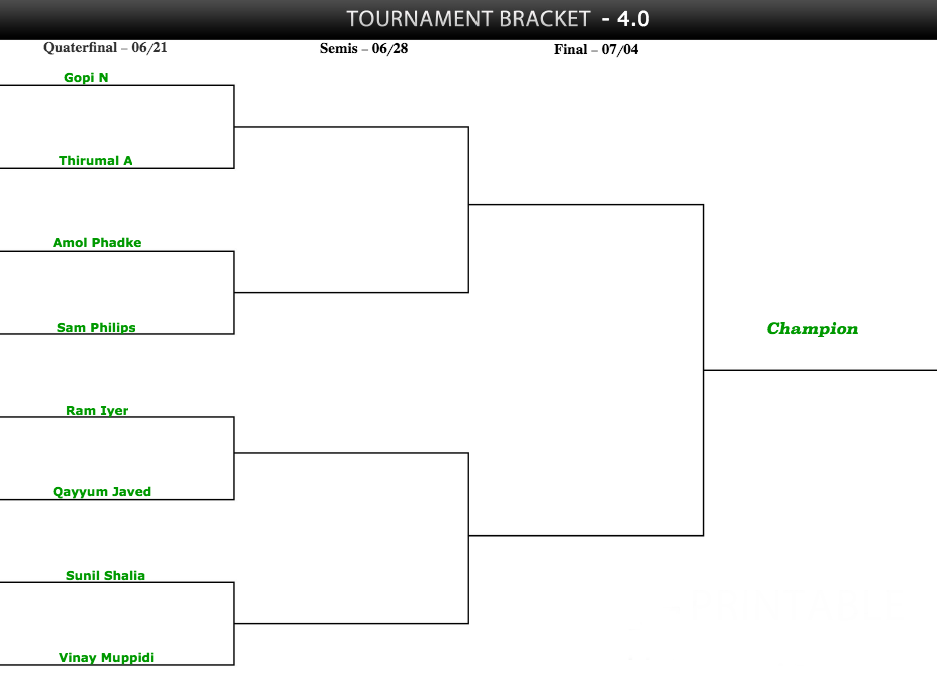 TOURNAMENT BRACKET - 4.0
Quaterfinal – 06/21
Semis – 06/28
Final – 07/04
Gopi N
Thirumal A
Amol Phadke
Sam Philips
Champion
Ram Iyer
Qayyum Javed
Sunil Shalia
Vinay Muppidi